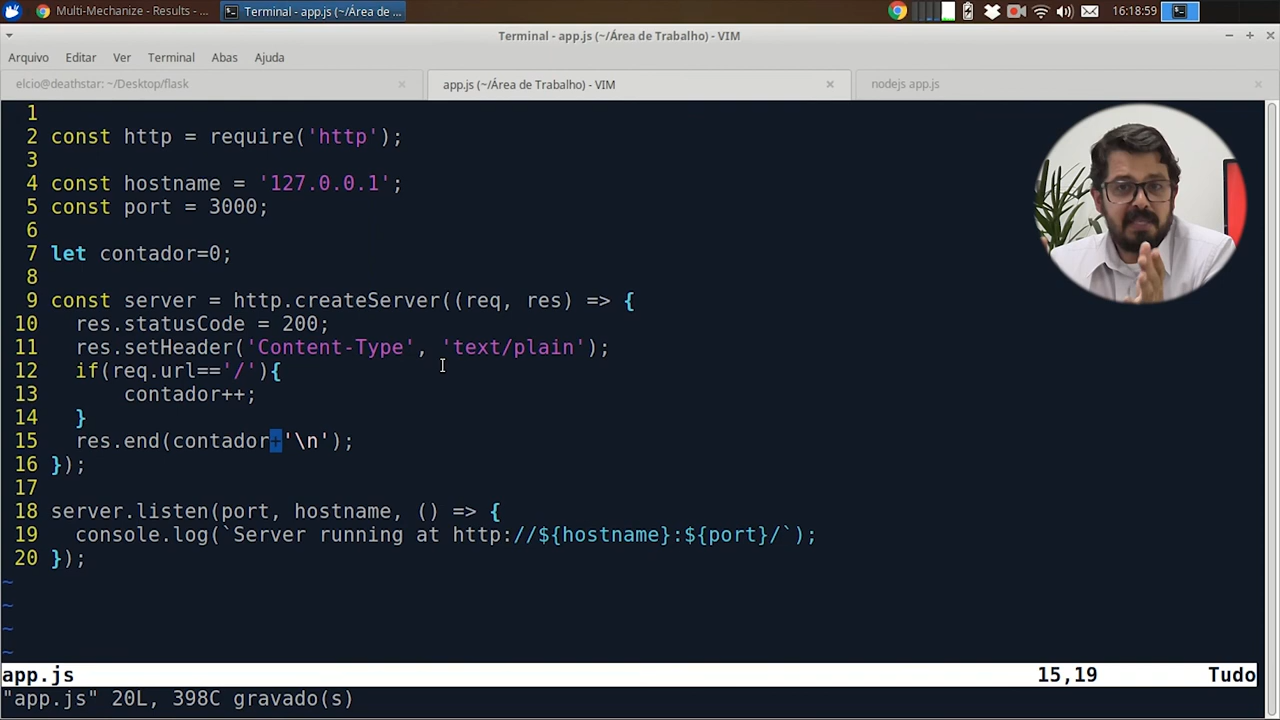 Multi-Mechanize - Results - ...
Terminal - app.js (~/Área de ...
16:18:59
Terminal - app.js (~/Área de Trabalho) - VIM
Arquivo Editar Ver Terminal Abas Ajuda
elcio@deathstar: ~/Desktop/flask
app.js (~/Área de Trabalho) - VIM
nodejs app.js
1
2 const http = require('http');
3
4 const hostname = '127.0.0.1';
5 const port = 3000;
6
7 let contador=0;
8
9 const server = http.createServer((req, res) => {
10   res.statusCode = 200;
11   res.setHeader('Content-Type', 'text/plain');
12   if(req.url=='/'){
13       contador++;
14   }
15   res.end(contador+'\n');
16 });
17
18 server.listen(port, hostname, () => {
19   console.log(`Server running at http://${hostname}:${port}/`);
20 });
~
~
~
~
app.js 15,19 Tudo
"app.js" 20L, 398C gravado(s)